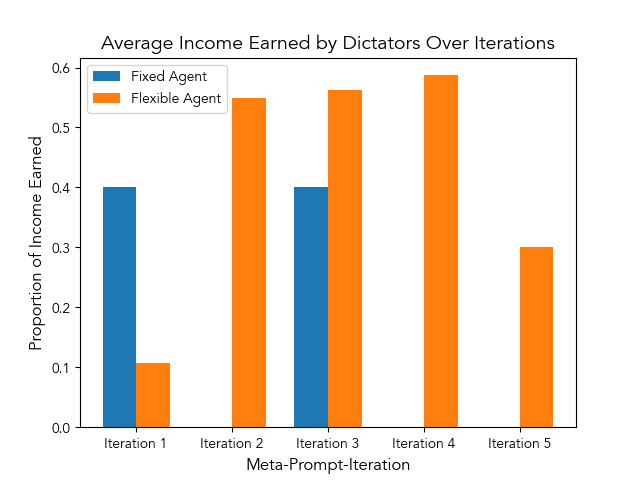 Average Income Earned by Dictators Over Iterations
Fixed Agent
Flexible Agent
Proportion of Income Earned
0.6
0.5
0.4
0.3
0.2
0.1
0.0
Iteration 1 Iteration 2 Iteration 3 Iteration 4 Iteration 5
Meta-Prompt-Iteration